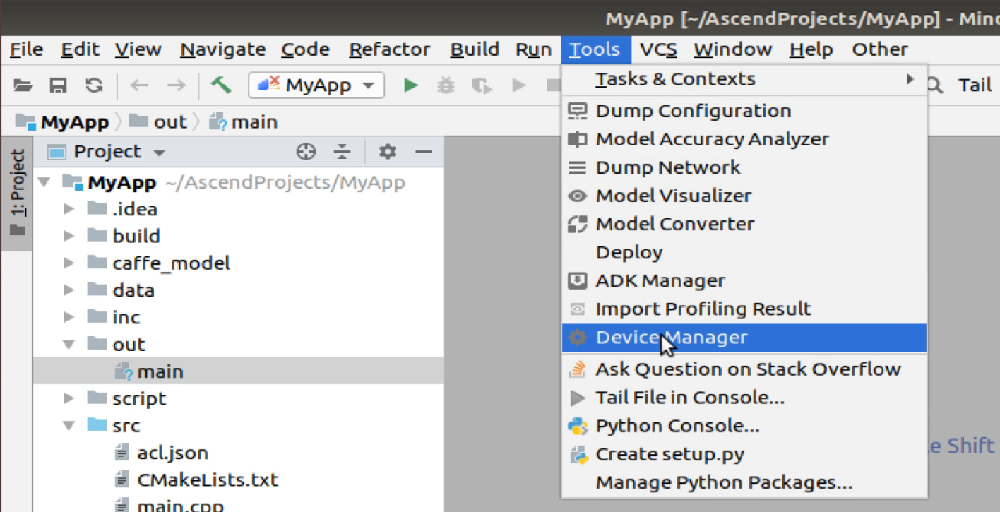 MyApp [~/AscendProjects/MyApp] - Mind
File Edit View Navigate Code Refactor Build Run Tools VCS Window Help Other
MyApp
Tail
MyApp out main
1: Project
Project
MyApp ~/AscendProjects/MyApp
.idea
build
caffe_model
data
inc
out
main
script
src
acl.json
CMakeLists.txt
main.cpp
Tasks & Contexts
Dump Configuration
Model Accuracy Analyzer
Dump Network
Model Visualizer
Model Converter
Deploy
ADK Manager
Import Profiling Result
Device Manager
Ask Question on Stack Overflow
Tail File in Console...
Python Console...
Create setup.py
Manage Python Packages...
Shift